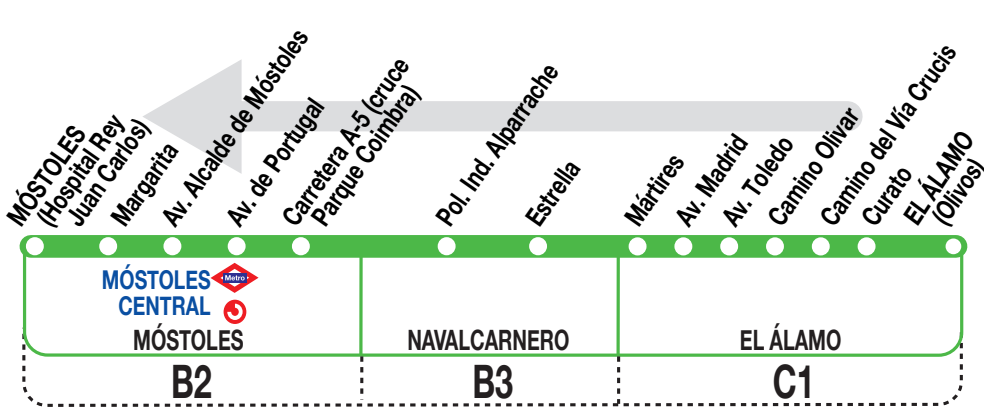 MÓSTOLES
(Hospital Rey
Juan Carlos)
Margarita
Av. Alcalde de Móstoles
Av. de Portugal
Carretera A-5 (cruce
Parque Coimbra)
Pol. Ind. Alparrache
Estrella
Mártires
Av. Madrid
Av. Toledo
Camino Olivar
Camino del Vía Crucis
Curato
EL ÁLAMO
(Olivos)
MÓSTOLES
CENTRAL
Metro
MÓSTOLES
NAVALCARNERO
EL ÁLAMO
B2
B3
C1